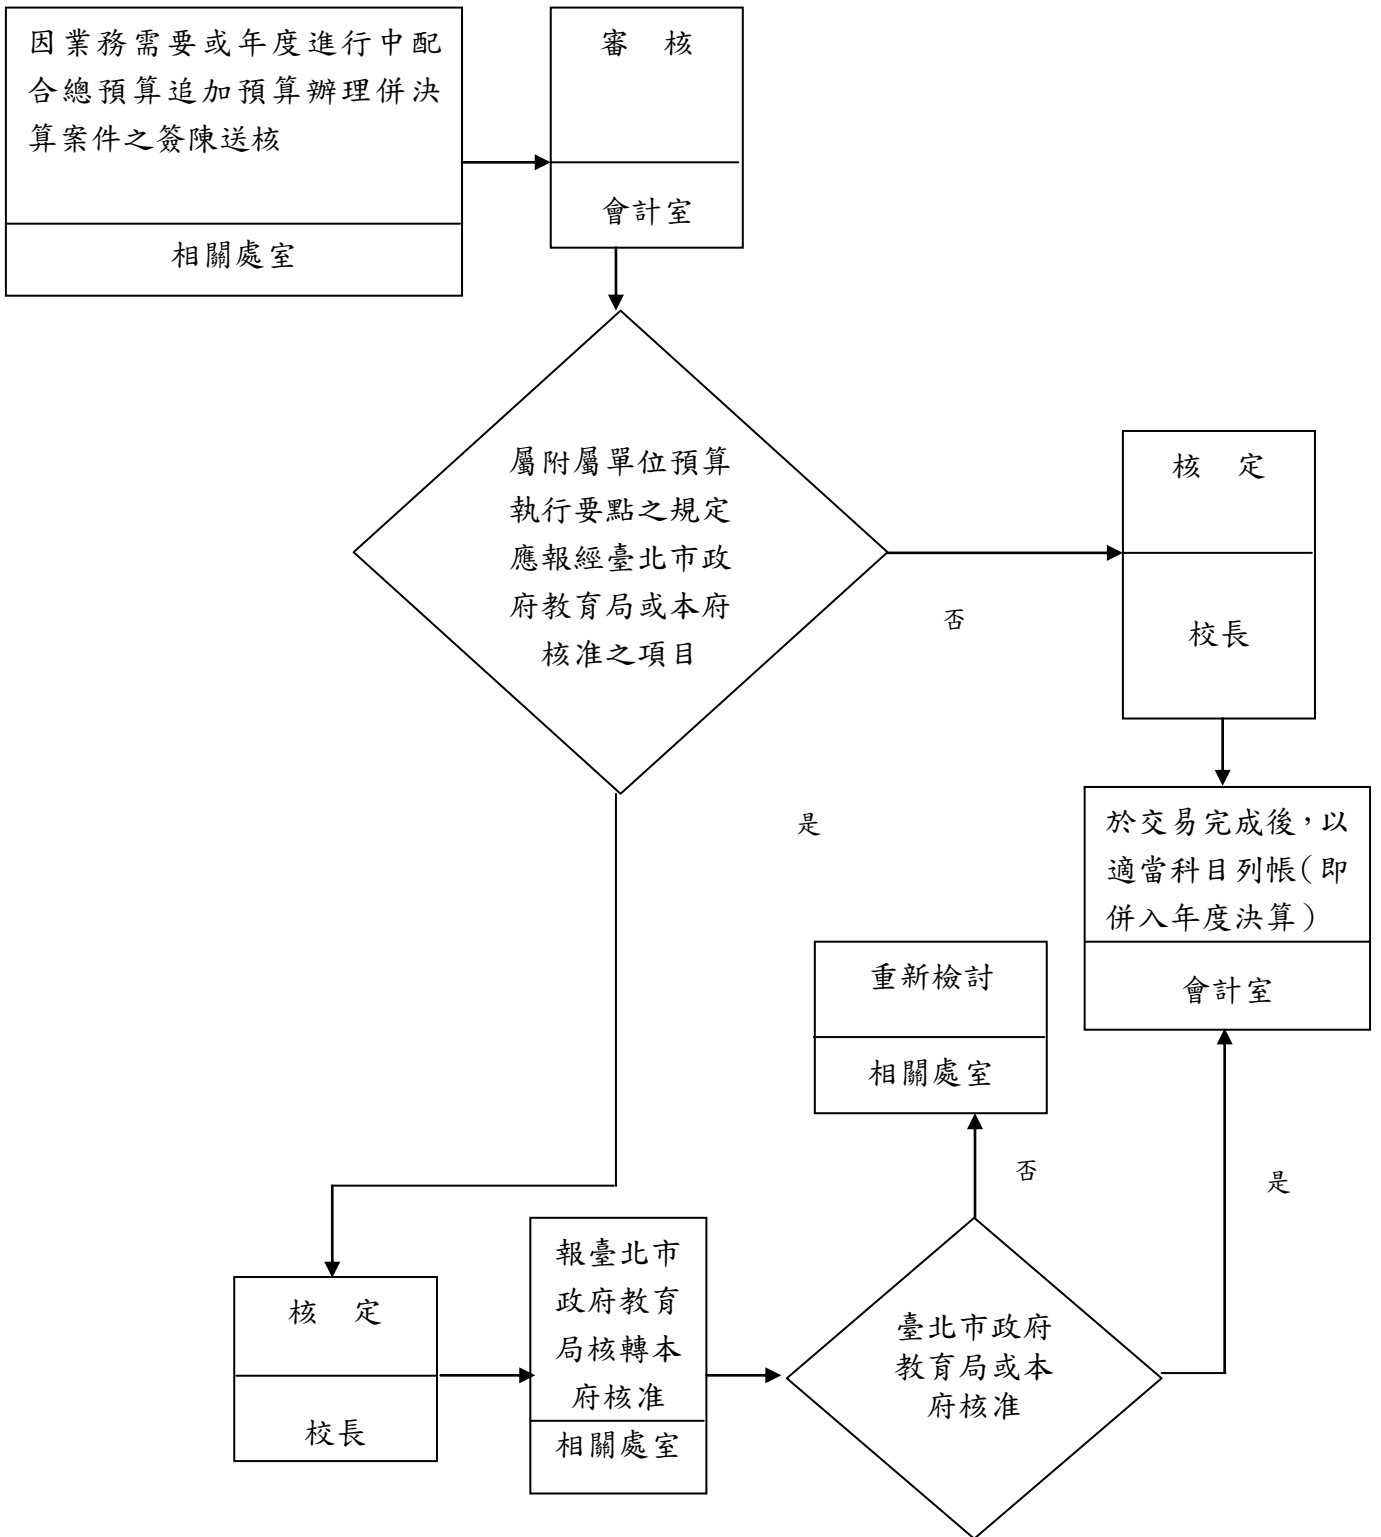 因業務需要或年度進行中配
合總預算追加預算辦理併決
算案件之簽陳送核
相關處室
審　核
會計室
屬附屬單位預算
執行要點之規定
應報經臺北市政
府教育局或本府
核准之項目
否
核　定
校長
是
於交易完成後，以
適當科目列帳（即
併入年度決算）
會計室
重新檢討
相關處室
否
是
核　定
校長
報臺北市
政府教育
局核轉本
府核准
相關處室
臺北市政府
教育局或本
府核准